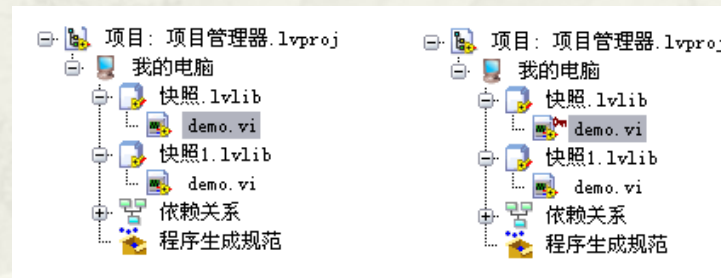 项目: 项目管理器.lvproj
我的电脑
快照.lvlib
demo.vi
快照1.lvlib
demo.vi
依赖关系
程序生成规范
项目: 项目管理器.lvproj
我的电脑
快照.lvlib
demo.vi
快照1.lvlib
demo.vi
依赖关系
程序生成规范